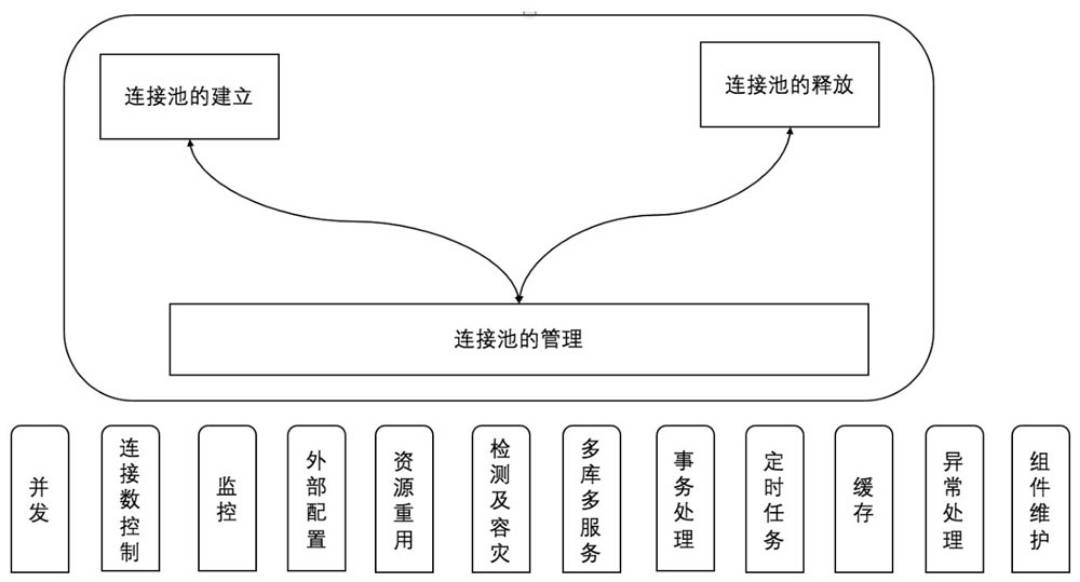 连接池的建立
连接池的释放
连接池的管理
并发
连接数控制
监控
外部配置
资源重用
检测及容灾
多库多服务
事务处理
定时任务
缓存
异常处理
组件维护